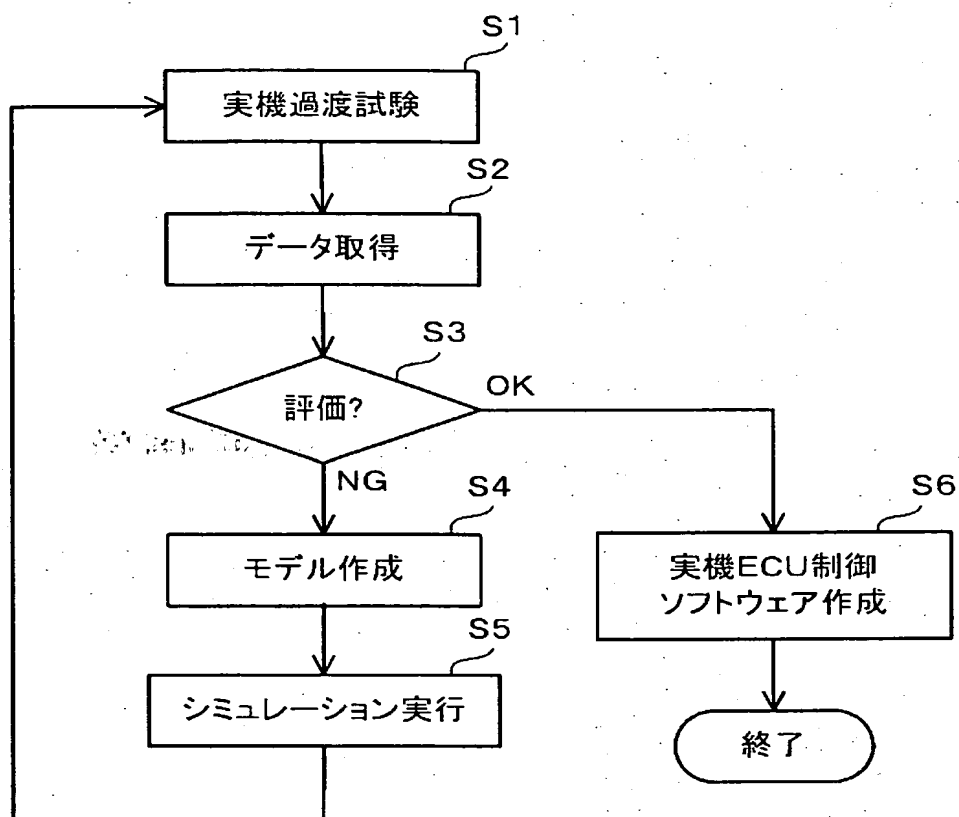 S1
実機過渡試験
S2
データ取得
S3
評価?
OK
NG
S4
モデル作成
S5
シミュレーション実行
S6
実機ECU制御
ソフトウェア作成
終了